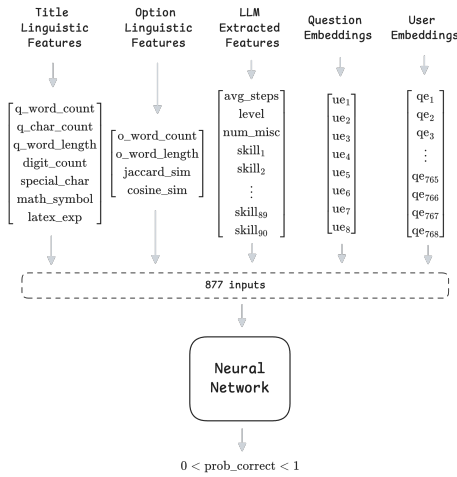 Title
Linguistic
Features
Option
Linguistic
Features
LLM
Extracted
Features
Question
Embeddings
User
Embeddings
q_word_count
q_char_count
q_word_length
digit_count
special_char
math_symbol
latex_exp
o_word_count
o_word_length
jaccard_sim
cosine_sim
avg_steps
level
num_misc
skill₁
skill₂
⋮
skill₈₉
skill₉₀
ue₁
ue₂
ue₃
ue₄
ue₅
ue₆
ue₇
ue₈
qe₁
qe₂
qe₃
⋮
qe₇₆₅
qe₇₆₆
qe₇₆₇
qe₇₆₈
877 inputs
Neural
Network
0 < prob_correct < 1